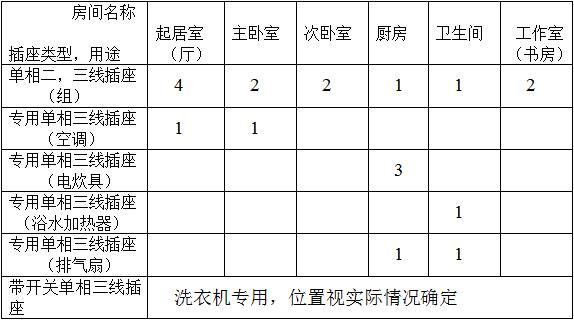 房间名称
插座类型，用途
起居室
（厅）
主卧室
次卧室
厨房
卫生间
工作室
（书房）
单相二，三线插座
（组）
4
2
2
1
1
2
专用单相三线插座
（空调）
1
1
专用单相三线插座
（电炊具）
3
专用单相三线插座
（浴水加热器）
1
专用单相三线插座
（排气扇）
1
1
带开关单相三线插
座
洗衣机专用，位置视实际情况确定